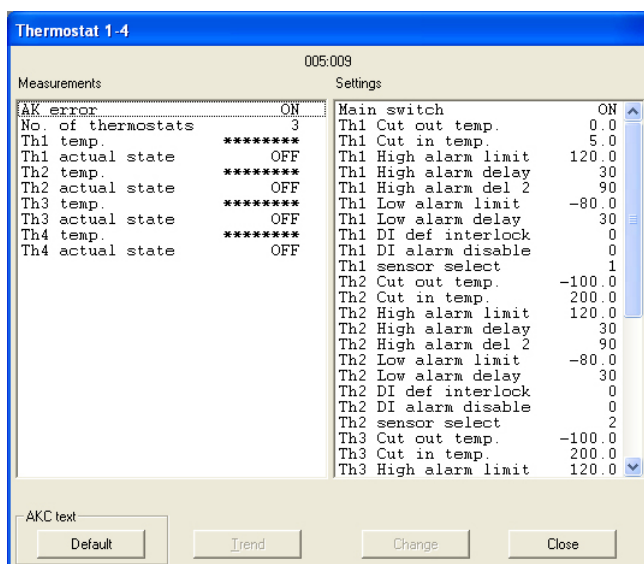 Thermostat 1-4
005:009
Measurements
AK error ON
No. of thermostats 3
Th1 temp. ********
Th1 actual state OFF
Th2 temp. ********
Th2 actual state OFF
Th3 temp. ********
Th3 actual state OFF
Th4 temp. ********
Th4 actual state OFF
Settings
Main switch ON
Th1 Cut out temp. 0.0
Th1 Cut in temp. 5.0
Th1 High alarm limit 120.0
Th1 High alarm delay 30
Th1 High alarm del 2 90
Th1 Low alarm limit -80.0
Th1 Low alarm delay 30
Th1 DI def interlock 0
Th1 DI alarm disable 0
Th1 sensor select 1
Th2 Cut out temp. -100.0
Th2 Cut in temp. 200.0
Th2 High alarm limit 120.0
Th2 High alarm delay 30
Th2 High alarm del 2 90
Th2 Low alarm limit -80.0
Th2 Low alarm delay 30
Th2 DI def interlock 0
Th2 DI alarm disable 0
Th2 sensor select 2
Th3 Cut out temp. -100.0
Th3 Cut in temp. 200.0
Th3 High alarm limit 120.0
AKC text
Default Trend Change Close